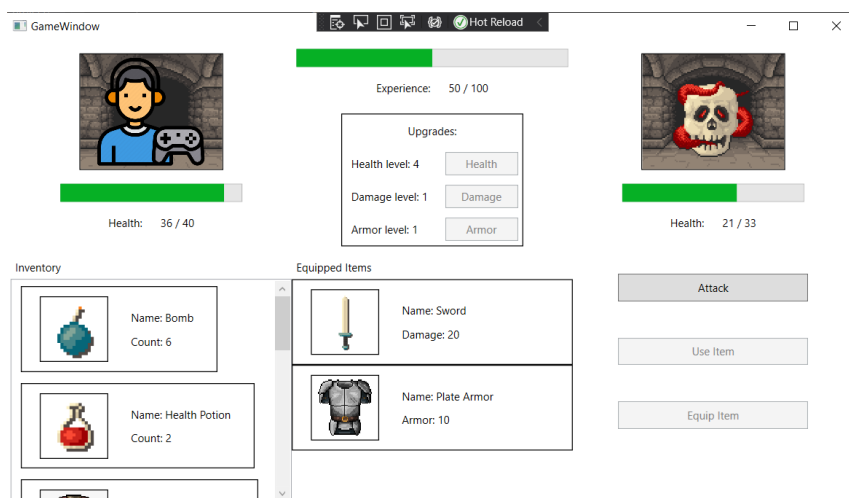 GameWindow
Hot Reload
Experience: 50 / 100
Upgrades:
Health level: 4 Health
Damage level: 1 Damage
Armor level: 1 Armor
Health: 36 / 40
Health: 21 / 33
Inventory
Name: Bomb
Count: 6
Name: Health Potion
Count: 2
Equipped Items
Name: Sword
Damage: 20
Name: Plate Armor
Armor: 10
Attack
Use Item
Equip Item